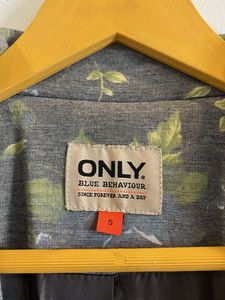 ONLY®
BLUE BEHAVIOUR
SINCE FOREVER AND A DAY
S